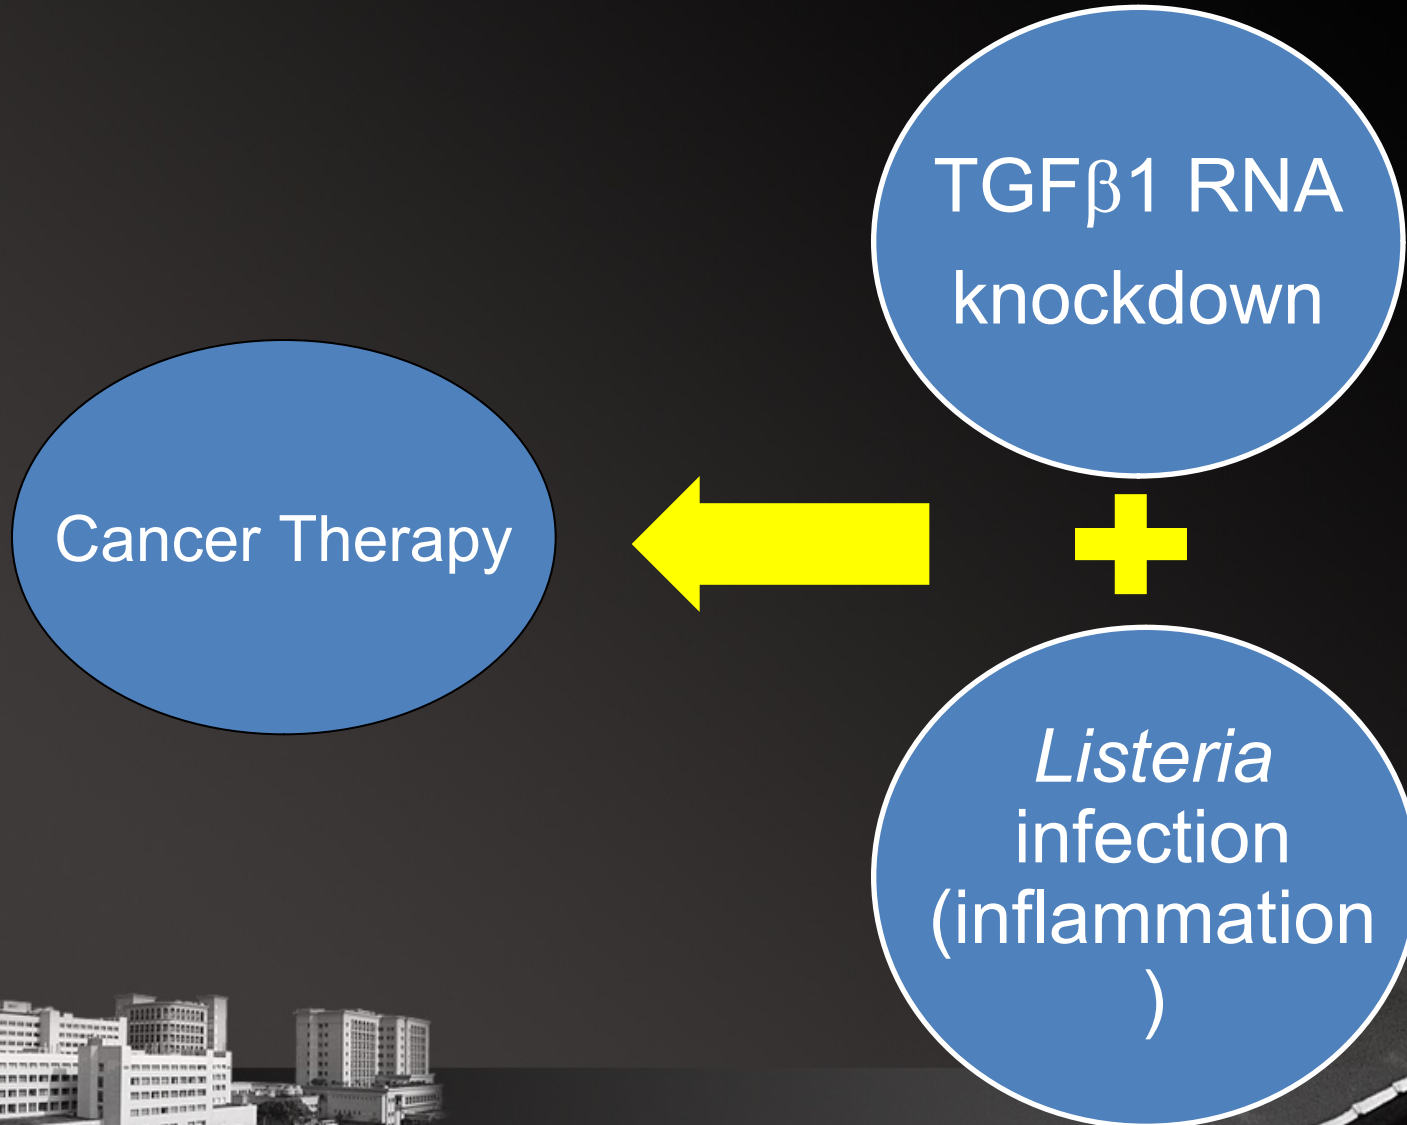 TGFβ1 RNA
knockdown
Cancer Therapy
Listeria
infection
(inflammation
)